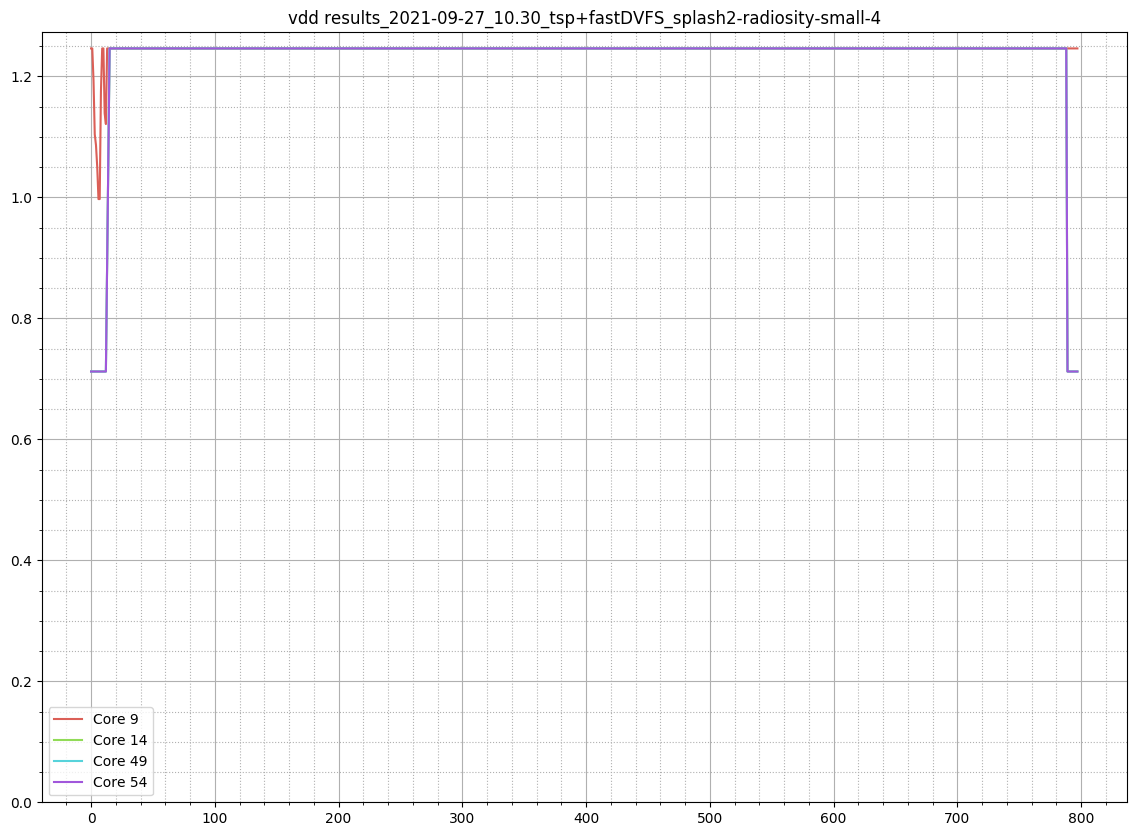 vdd results_2021-09-27_10.30_tsp+fastDVFS_splash2-radiosity-small-4
1.2
1.0
0.8
0.6
0.4
0.2
0.0
Core 9
Core 14
Core 49
Core 54
0 100 200 300 400 500 600 700 800